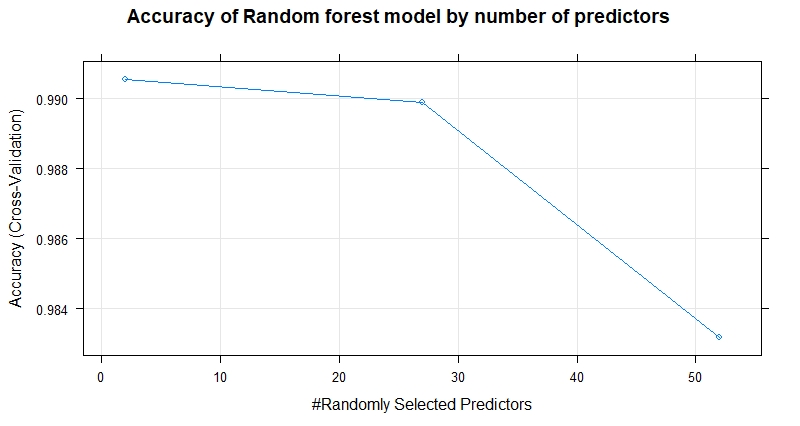 Accuracy of Random forest model by number of predictors
Accuracy (Cross-Validation)
0.990
0.988
0.986
0.984
0 10 20 30 40 50
#Randomly Selected Predictors